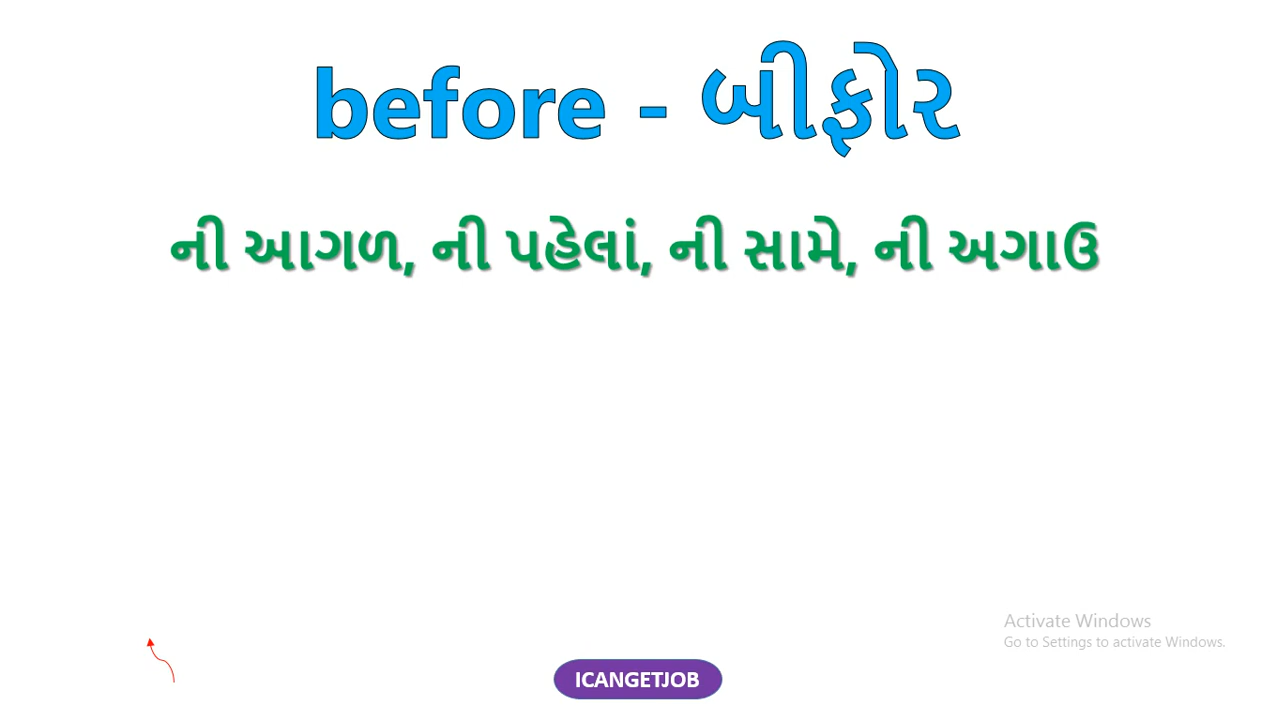 before - બીફોર
ની આગળ, ની પહેલાં, ની સામે, ની અગાઉ
Activate Windows
Go to Settings to activate Windows.
ICANGETJOB